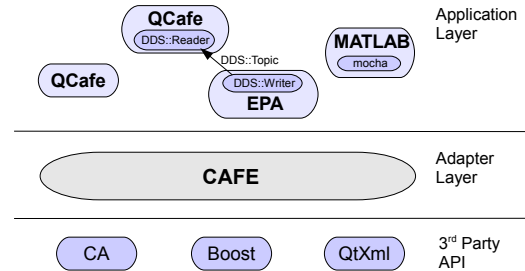 QCafe
DDS::Reader
Application
Layer
MATLAB
mocha
DDS::Topic
QCafe
DDS::Writer
EPA
CAFE
Adapter
Layer
CA
Boost
QtXml
3rd Party
API